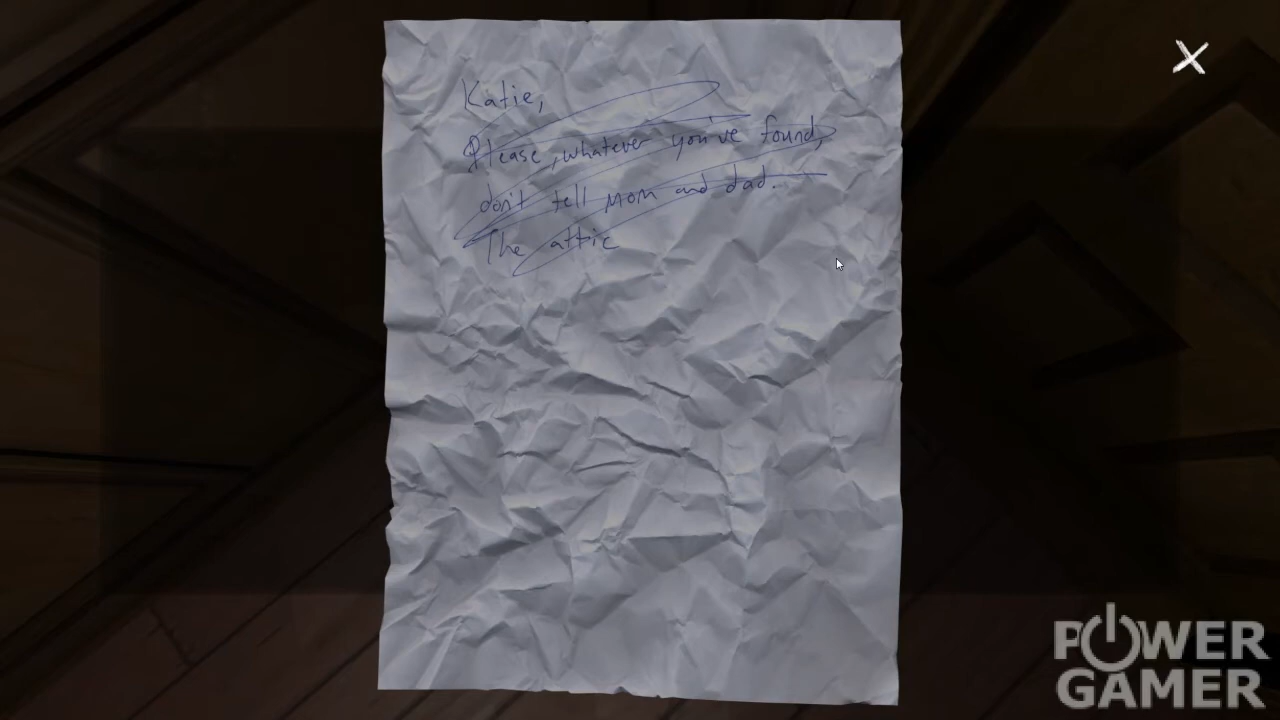 Katie,
Please, whatever you've found,
don't tell Mom and dad.
The attic
POWER
GAMER